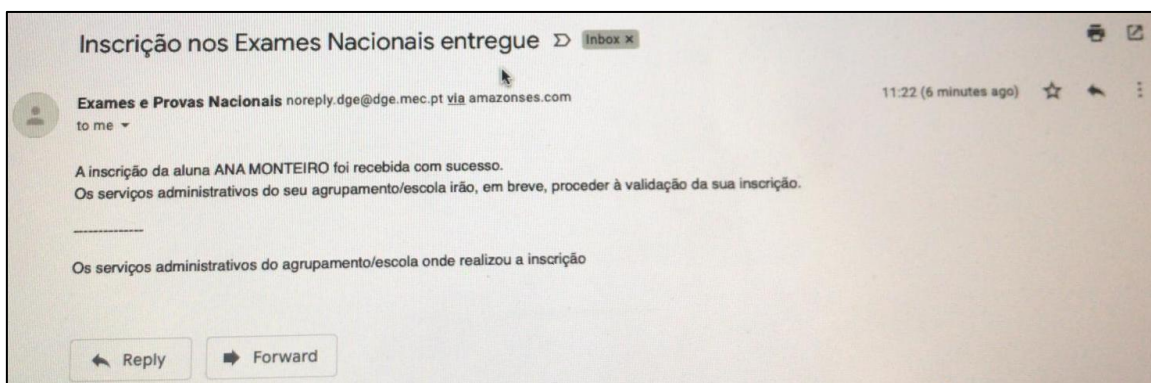 Inscrição nos Exames Nacionais entregue Inbox ×
Exames e Provas Nacionais noreply.dge@dge.mec.pt via amazonses.com 11:22 (6 minutes ago)
to me
A inscrição da aluna ANA MONTEIRO foi recebida com sucesso.
Os serviços administrativos do seu agrupamento/escola irão, em breve, proceder à validação da sua inscrição.
--------------
Os serviços administrativos do agrupamento/escola onde realizou a inscrição
Reply Forward